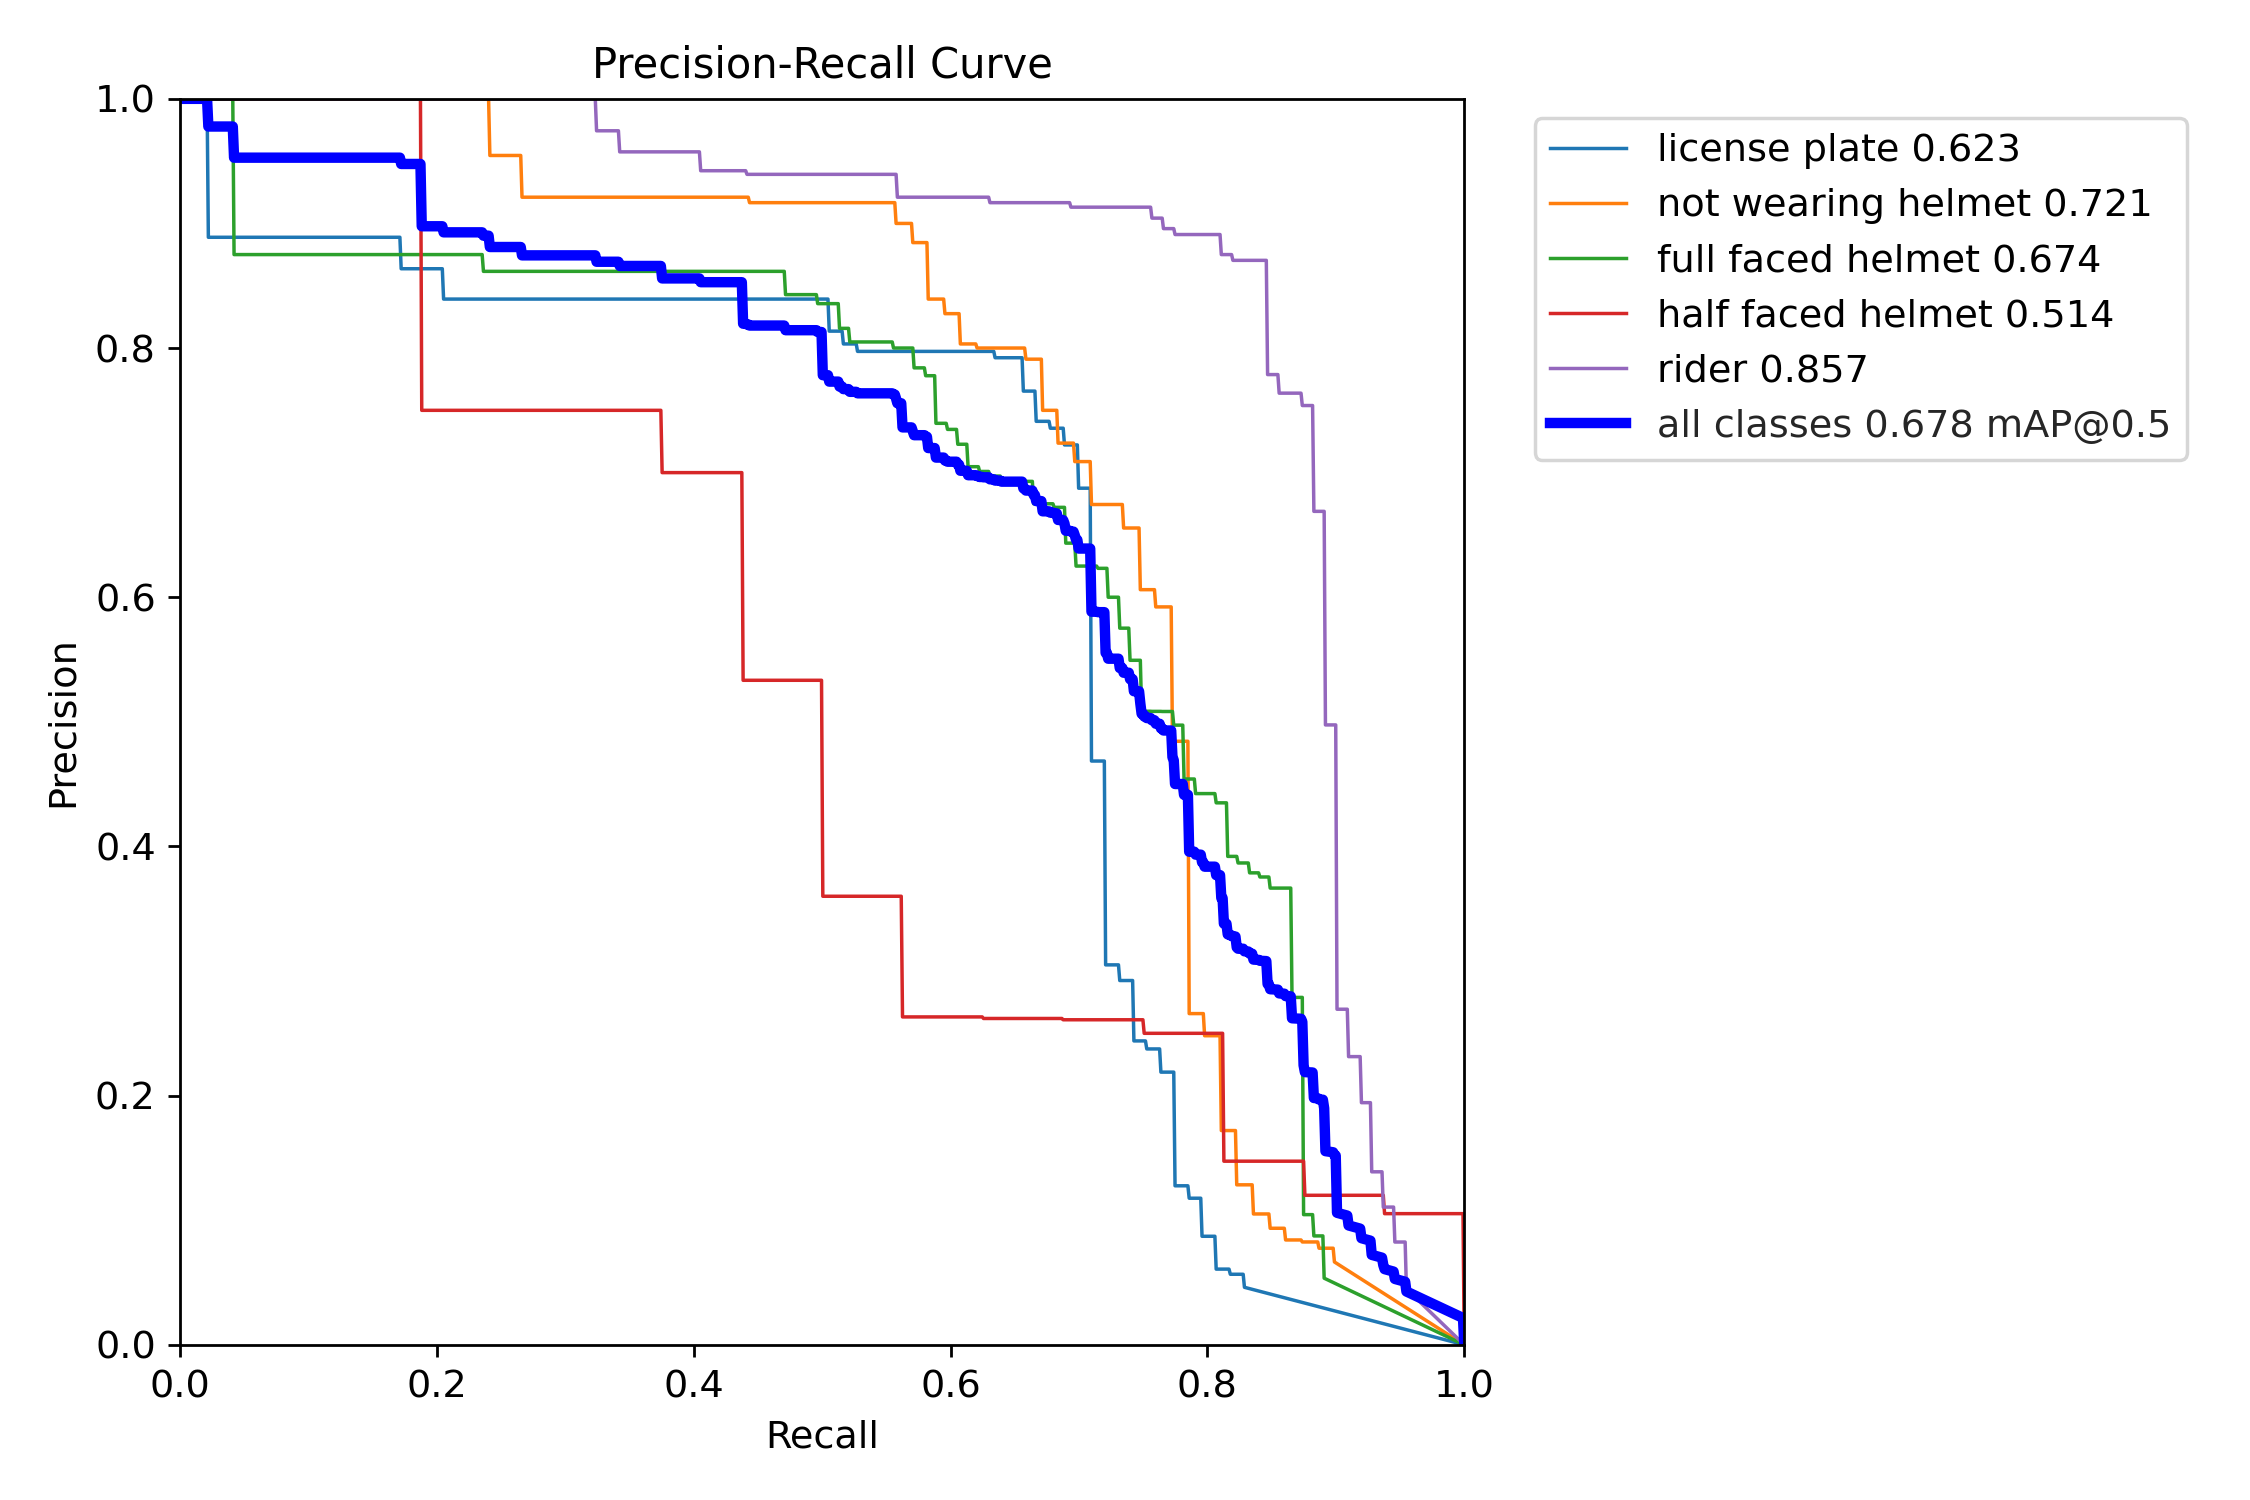 Precision-Recall Curve
1.0
0.8
0.6
0.4
0.2
0.0
Precision
0.0 0.2 0.4 0.6 0.8 1.0
Recall
license plate 0.623
not wearing helmet 0.721
full faced helmet 0.674
half faced helmet 0.514
rider 0.857
all classes 0.678 mAP@0.5